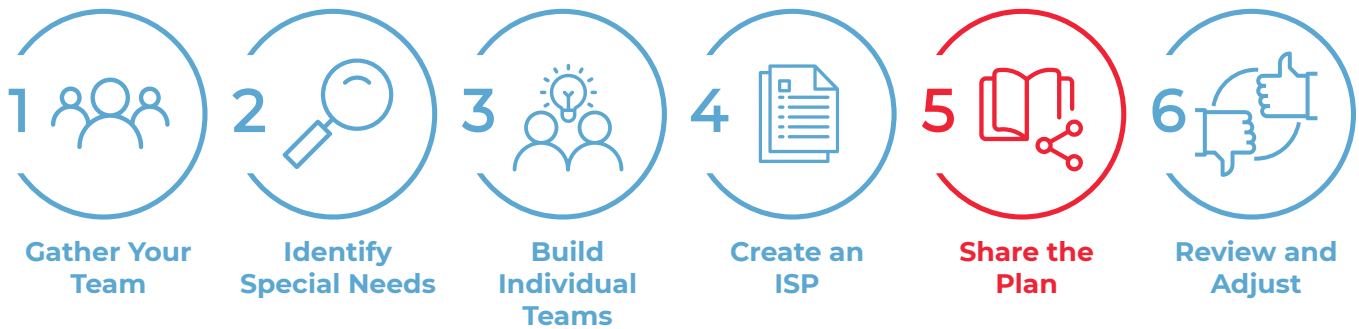 1
Gather Your
Team
2
Identify
Special Needs
3
Build
Individual
Teams
4
Create an
ISP
5
Share the
Plan
6
Review and
Adjust